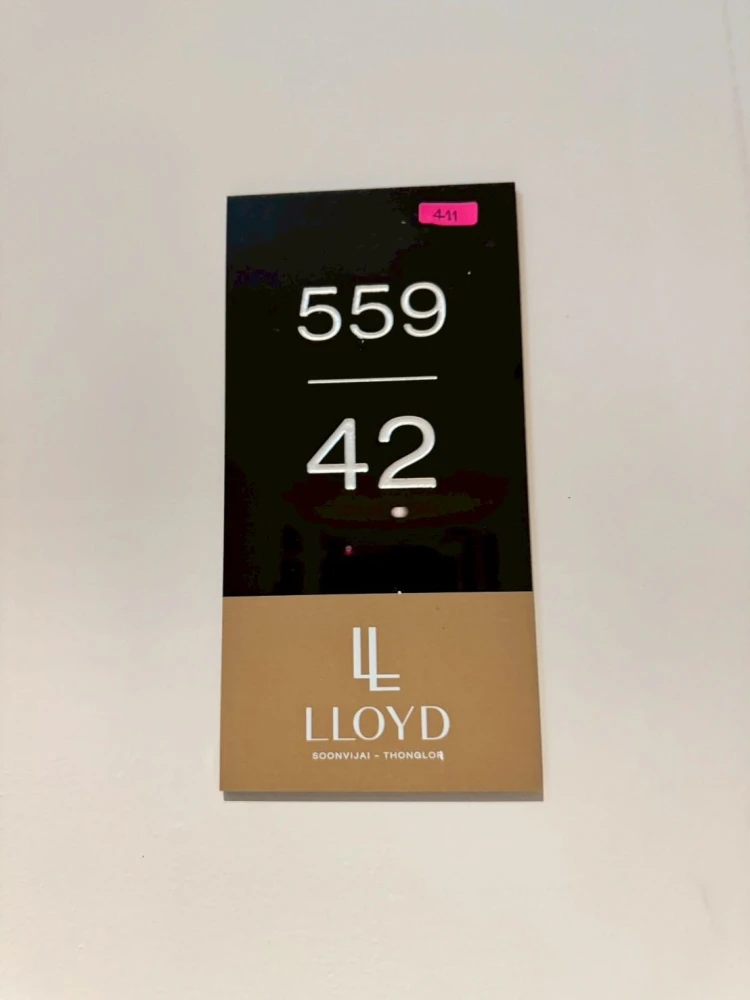 4-11
559
42
LL
LLOYD
SOONVIJAI - THONGLOR